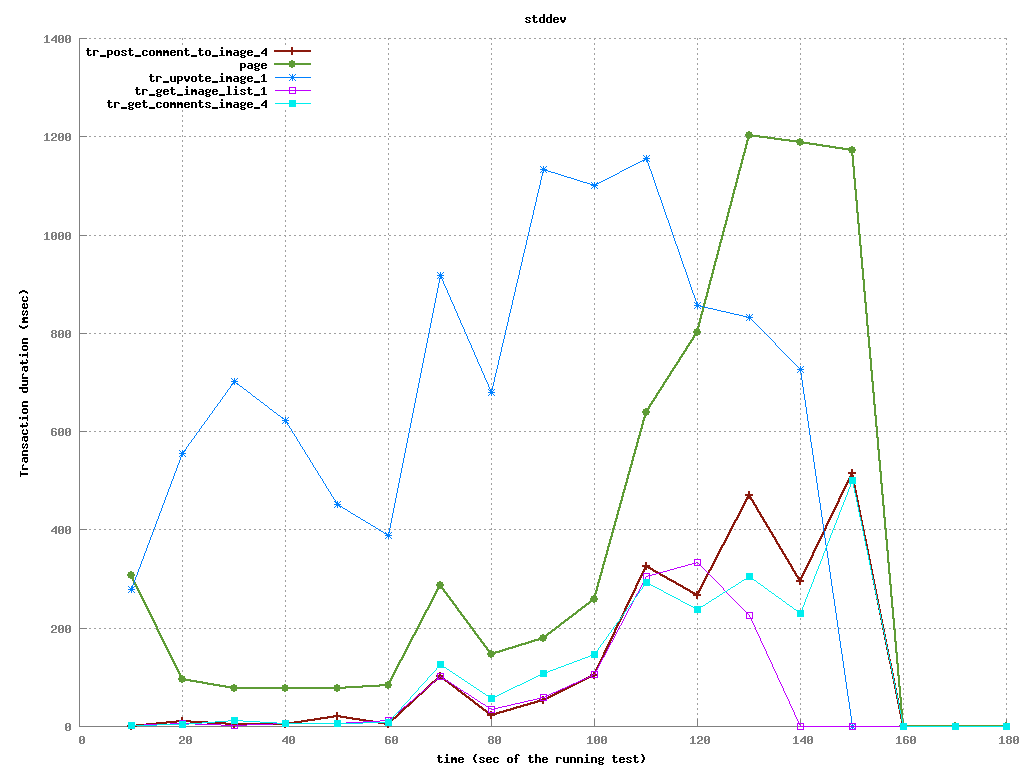 stddev
1400
1200
1000
800
600
400
200
0
tr_post_comment_to_image_4
page
tr_upvote_image_1
tr_get_image_list_1
tr_get_comments_image_4
Transaction duration (msec)
0 20 40 60 80 100 120 140 160 180
time (sec of the running test)